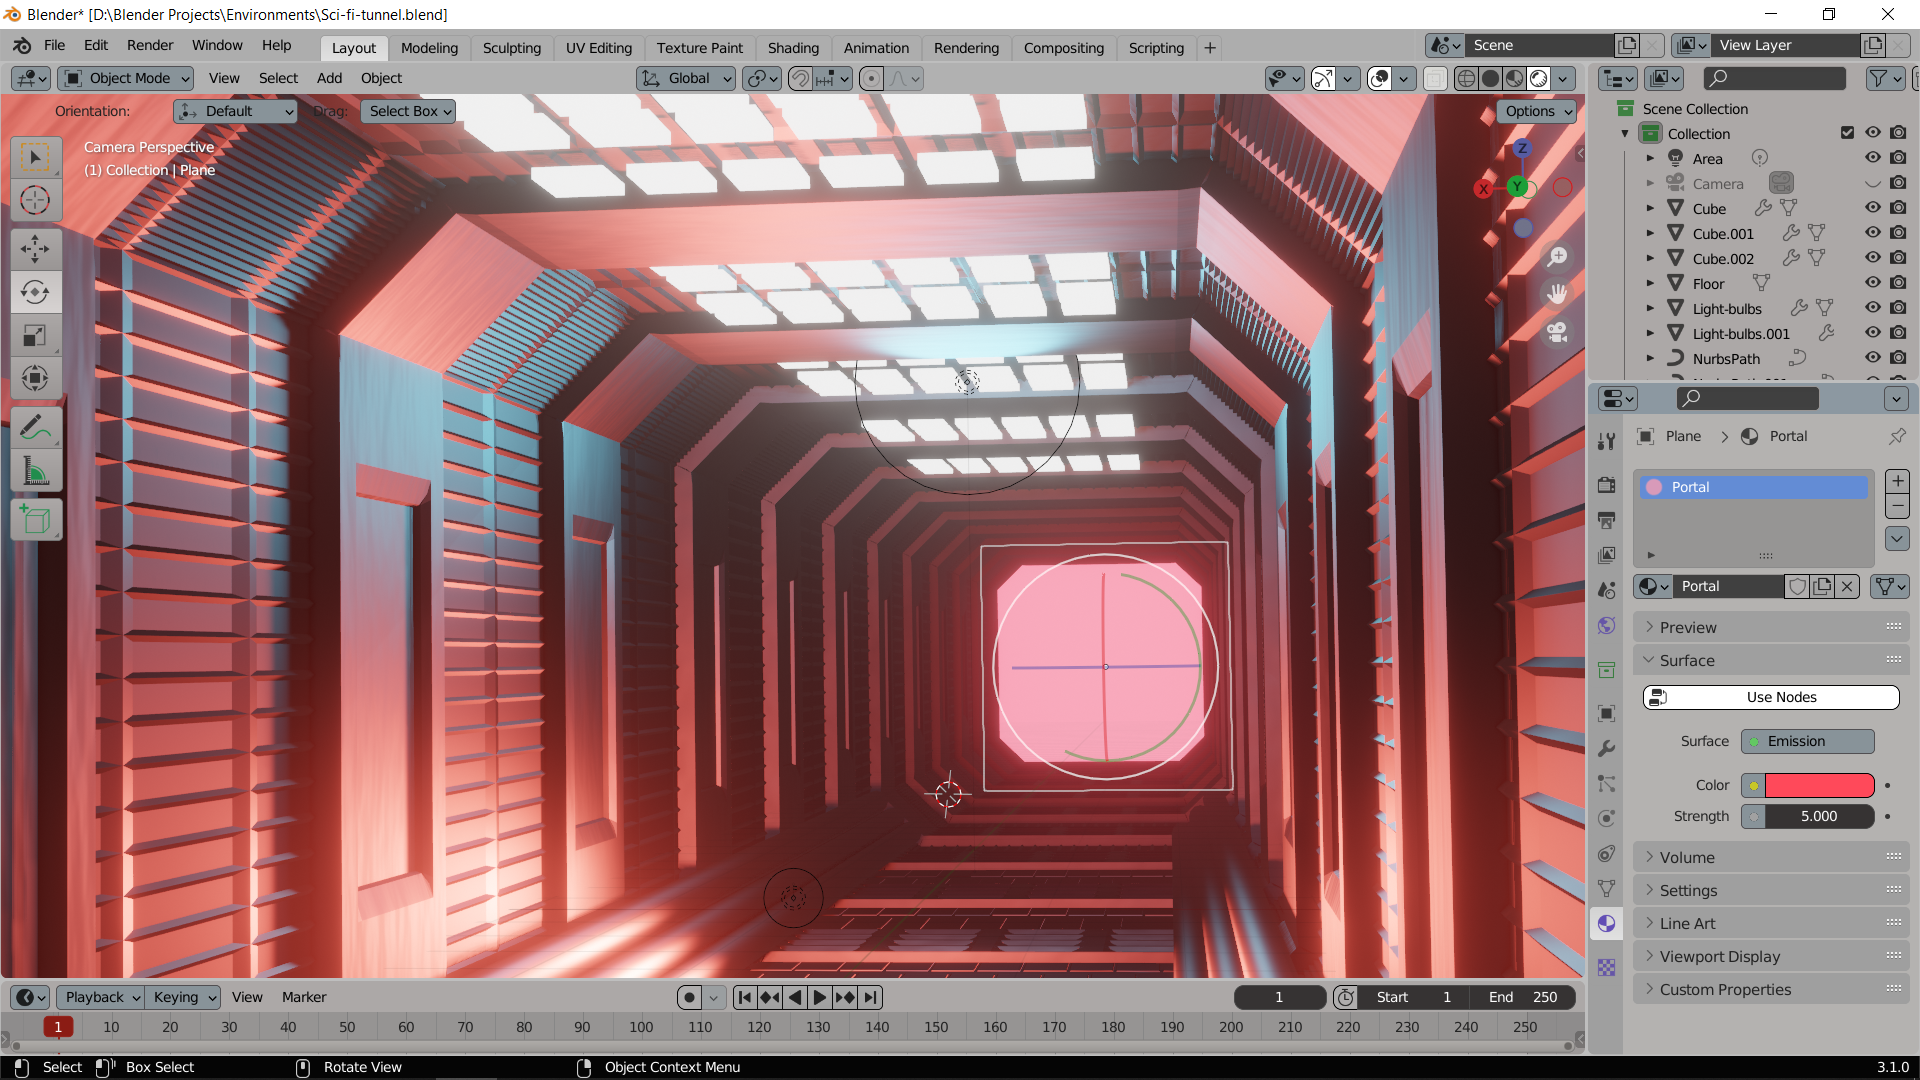 Blender* [D:\Blender Projects\Environments\Sci-fi-tunnel.blend]
File Edit Render Window Help Layout Modeling Sculpting UV Editing Texture Paint Shading Animation Rendering Compositing Scripting + Scene View Layer
Object Mode View Select Add Object Global
Orientation: Default Drag: Select Box Options
Camera Perspective
(1) Collection | Plane
Z
X Y
Scene Collection
Collection
Area
Camera
Cube
Cube.001
Cube.002
Floor
Light-bulbs
Light-bulbs.001
NurbsPath
Plane > Portal
Portal
Portal
Preview
Surface
Use Nodes
Surface Emission
Color
Strength 5.000
Volume
Settings
Line Art
Viewport Display
Custom Properties
Playback Keying View Marker 1 Start 1 End 250
1 10 20 30 40 50 60 70 80 90 100 110 120 130 140 150 160 170 180 190 200 210 220 230 240 250
Select Box Select Rotate View Object Context Menu 3.1.0